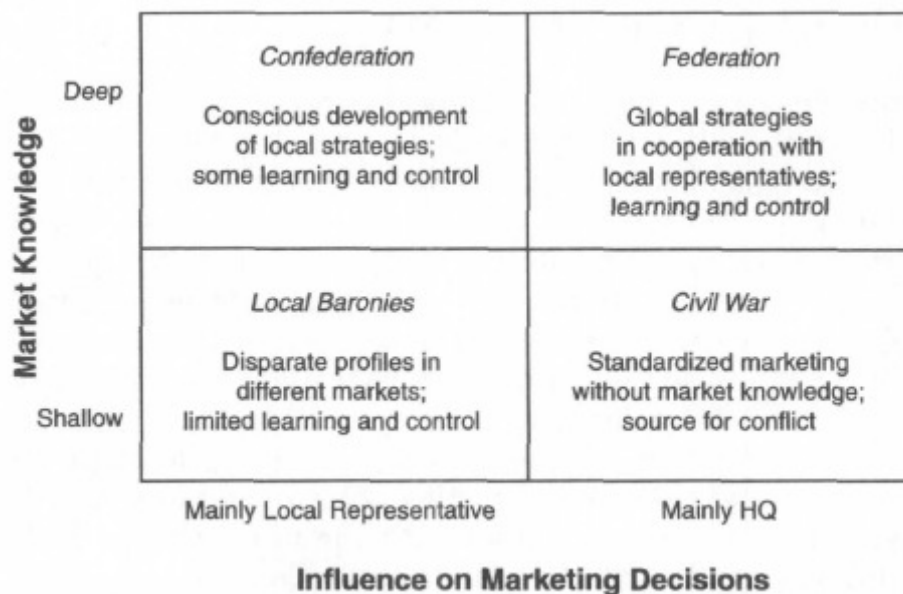 Market Knowledge
Deep
Shallow
Confederation
Conscious development
of local strategies;
some learning and control
Federation
Global strategies
in cooperation with
local representatives;
learning and control
Local Baronies
Disparate profiles in
different markets;
limited learning and control
Civil War
Standardized marketing
without market knowledge;
source for conflict
Mainly Local Representative
Mainly HQ
Influence on Marketing Decisions